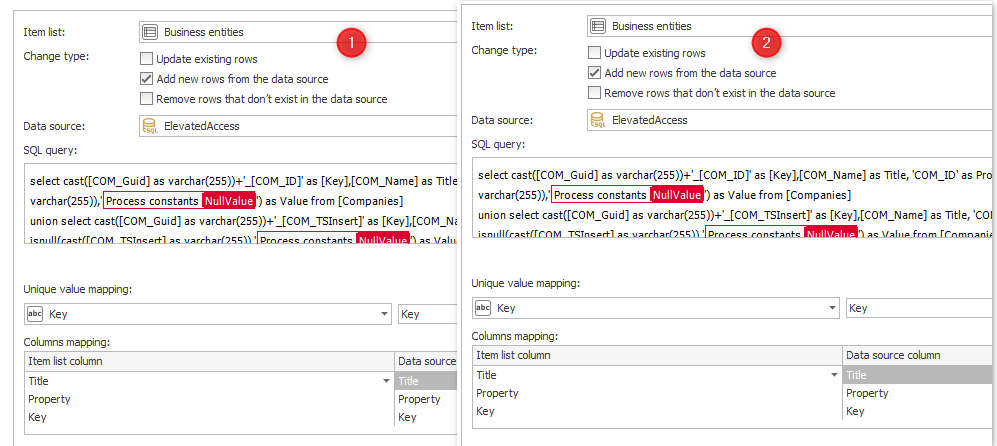 Item list:
Business entities
1
Change type:
Update existing rows
Add new rows from the data source
Remove rows that don't exist in the data source
Data source:
SQL
ElevatedAccess
SQL query:
select cast([COM_Guid] as varchar(255))+'_[COM_ID]' as [Key],[COM_Name] as Title
varchar(255)),'Process constants NullValue') as Value from [Companies]
union select cast([COM_Guid] as varchar(255))+'_[COM_TSInsert]' as [Key],[COM_N
isnull(cast([COM_TSInsert] as varchar(255)),'Process constants NullValue') as V
Unique value mapping:
abc Key
Key
Columns mapping:
Item list column
Data source
Title
Title
Property
Property
Key
Key
Item list:
Business entities
2
Change type:
Update existing rows
Add new rows from the data source
Remove rows that don't exist in the data source
Data source:
SQL
ElevatedAccess
SQL query:
select cast([COM_Guid] as varchar(255))+'_[COM_ID]' as [Key],[COM_Name] as Title, 'COM_ID' as Pro
varchar(255)),'Process constants NullValue') as Value from [Companies]
union select cast([COM_Guid] as varchar(255))+'_[COM_TSInsert]' as [Key],[COM_Name] as Title, 'CO
isnull(cast([COM_TSInsert] as varchar(255)),'Process constants NullValue') as Value from [Compani
Unique value mapping:
abc Key
Key
Columns mapping:
Item list column
Data source column
Title
Title
Property
Property
Key
Key